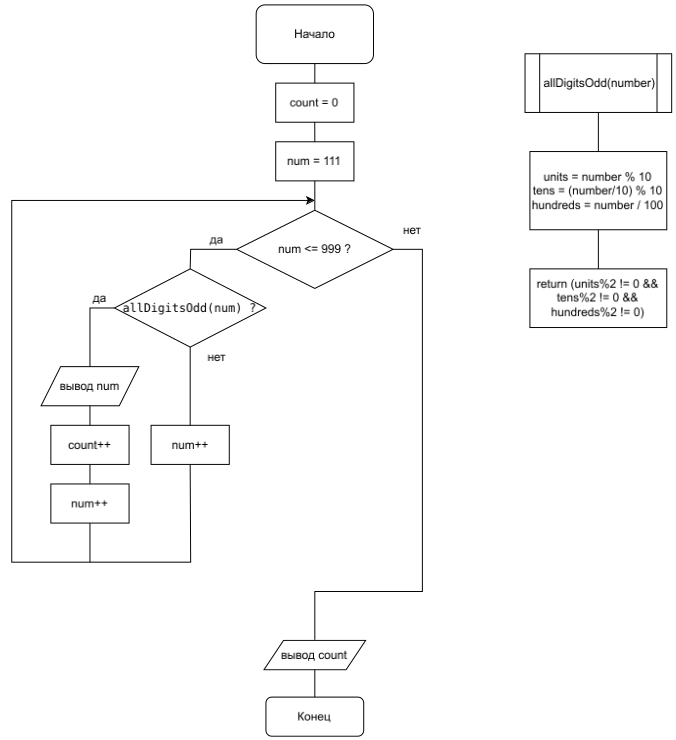 Начало
count = 0
num = 111
num <= 999 ?
да
нет
allDigitsOdd(num) ?
да
нет
вывод num
count++
num++
num++
вывод count
Конец
allDigitsOdd(number)
units = number % 10
tens = (number/10) % 10
hundreds = number / 100
return (units%2 != 0 &&
tens%2 != 0 &&
hundreds%2 != 0)